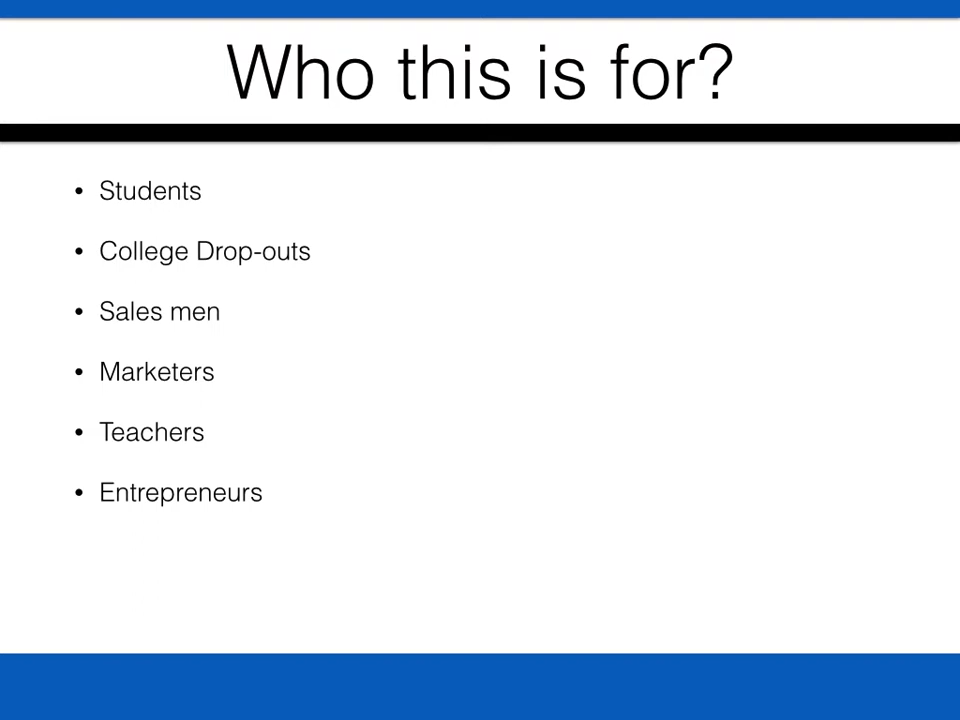 Who this is for?
• Students
• College Drop-outs
• Sales men
• Marketers
• Teachers
• Entrepreneurs